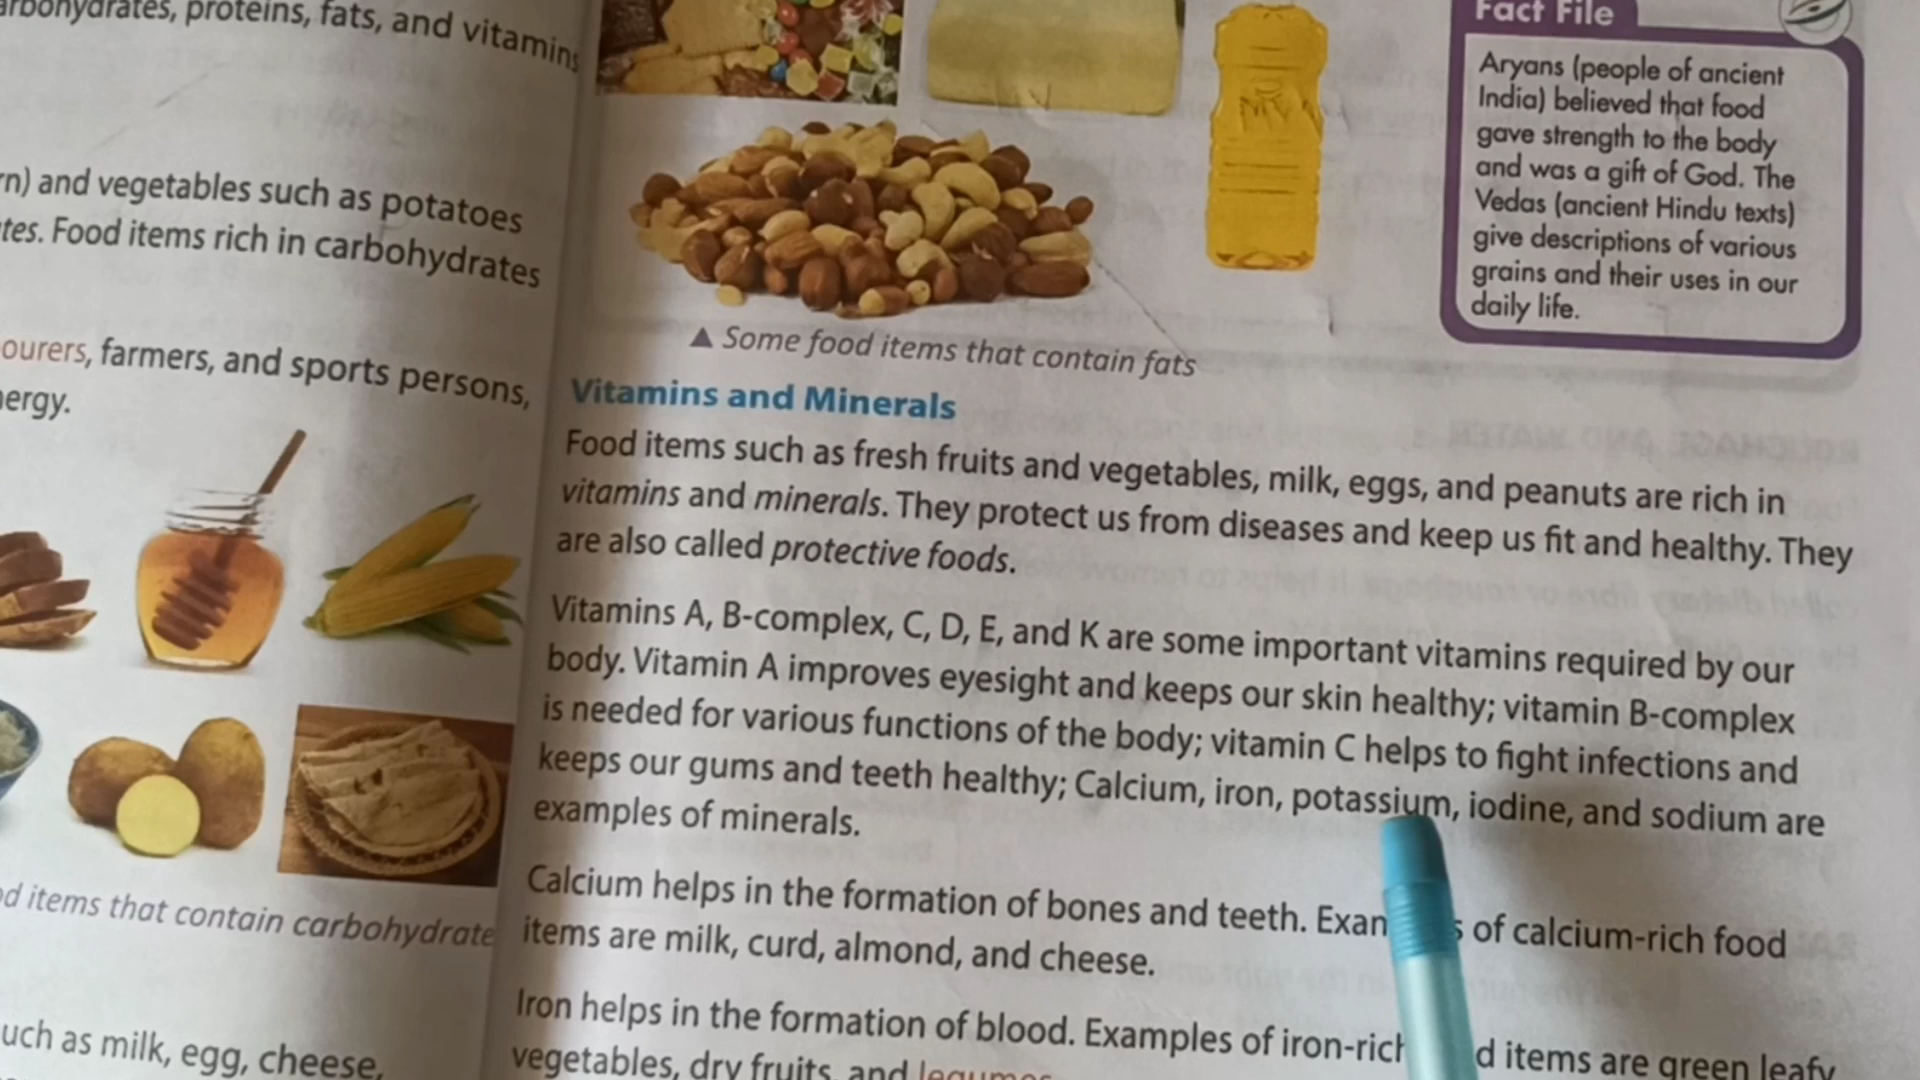 arbohydrates, proteins, fats, and vitamins
rn) and vegetables such as potatoes
tes. Food items rich in carbohydrates
ourers, farmers, and sports persons,
nergy.
od items that contain carbohydrate
uch as milk, egg, cheese,
Fact File
Aryans (people of ancient
India) believed that food
gave strength to the body
and was a gift of God. The
Vedas (ancient Hindu texts)
give descriptions of various
grains and their uses in our
daily life.
▲ Some food items that contain fats
Vitamins and Minerals
Food items such as fresh fruits and vegetables, milk, eggs, and peanuts are rich in
vitamins and minerals. They protect us from diseases and keep us fit and healthy. They
are also called protective foods.
Vitamins A, B-complex, C, D, E, and K are some important vitamins required by our
body. Vitamin A improves eyesight and keeps our skin healthy; vitamin B-complex
is needed for various functions of the body; vitamin C helps to fight infections and
keeps our gums and teeth healthy; Calcium, iron, potassium, iodine, and sodium are
examples of minerals.
Calcium helps in the formation of bones and teeth. Exam s of calcium-rich food
items are milk, curd, almond, and cheese.
Iron helps in the formation of blood. Examples of iron-rich d items are green leafy
vegetables, dry fruits, and legumes